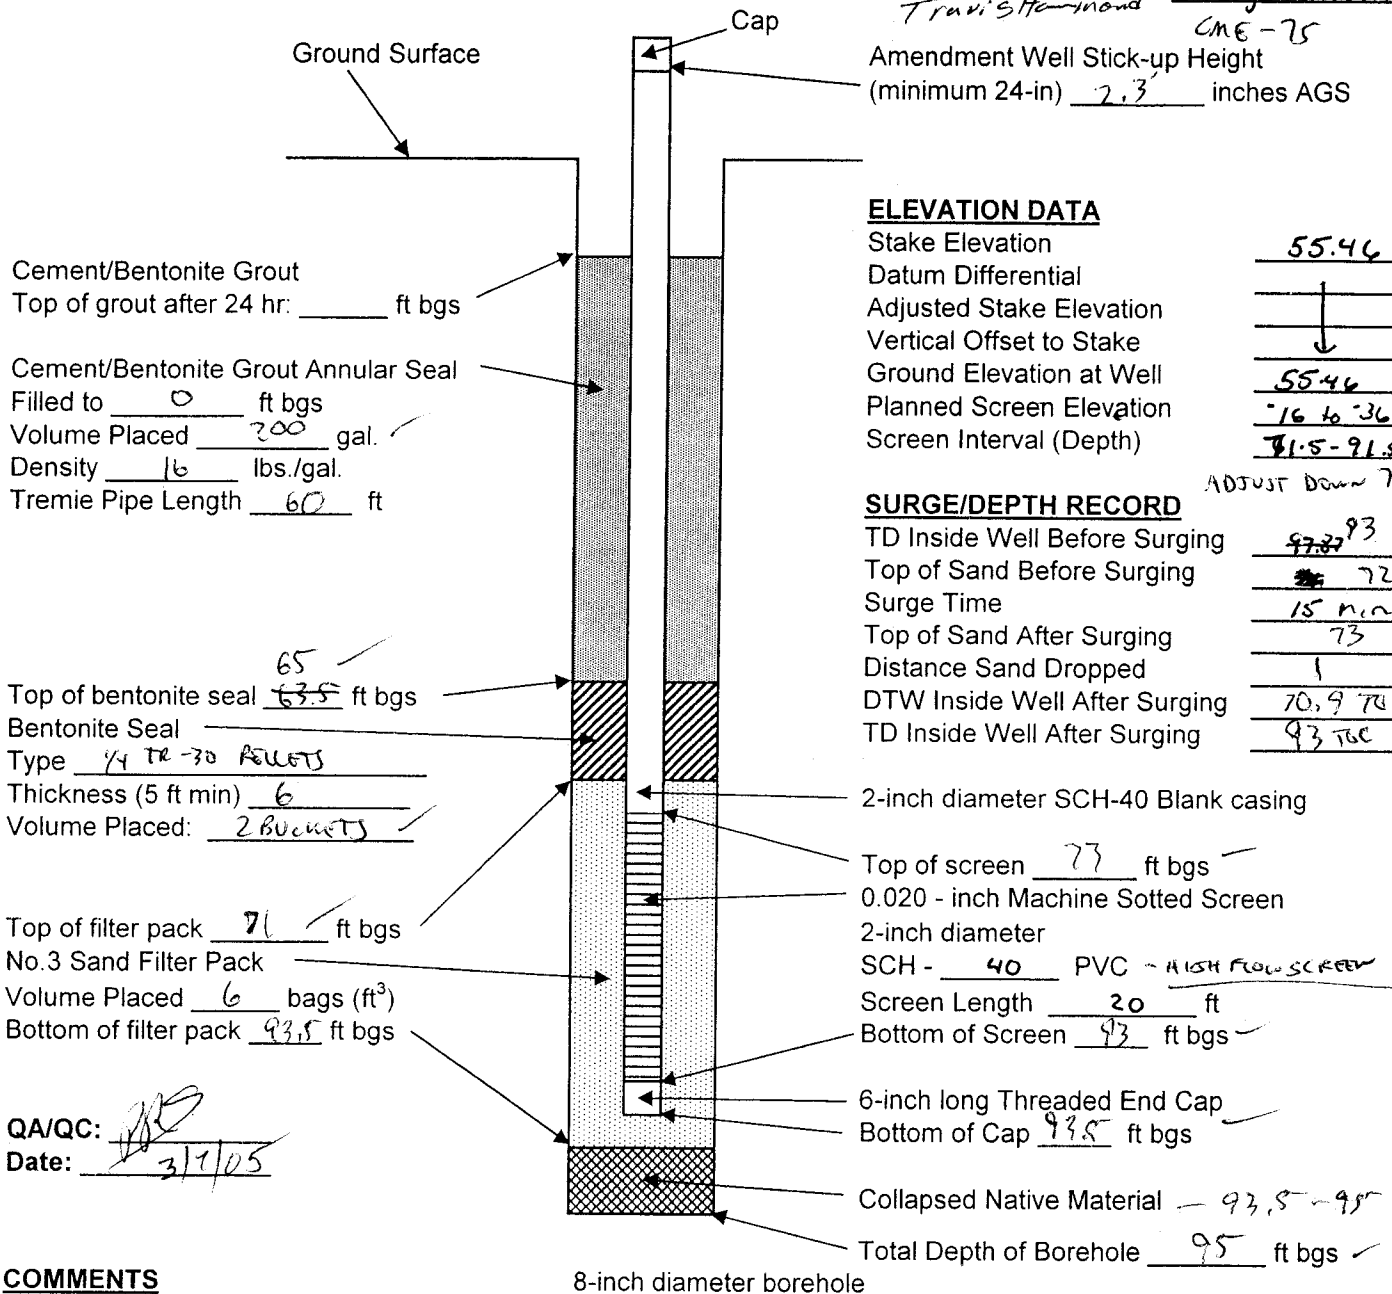 Travis Hammond
CME-75
Cap
Ground Surface
Amendment Well Stick-up Height
(minimum 24-in) 2.3' inches AGS
ELEVATION DATA
Stake Elevation 55.46
Datum Differential
Adjusted Stake Elevation
Vertical Offset to Stake
Ground Elevation at Well 55.46
Planned Screen Elevation -16 to -36
Screen Interval (Depth) 71.5-91.5
ADJUST DOWN
Cement/Bentonite Grout
Top of grout after 24 hr: ft bgs
Cement/Bentonite Grout Annular Seal
Filled to 0 ft bgs
Volume Placed 200 gal.
Density 16 lbs./gal.
Tremie Pipe Length 60 ft
SURGE/DEPTH RECORD
TD Inside Well Before Surging 97.87 93
Top of Sand Before Surging 72
Surge Time 15 min
Top of Sand After Surging 73
Distance Sand Dropped 1
DTW Inside Well After Surging 70.9
TD Inside Well After Surging 93 TOC
65
Top of bentonite seal 63.5 ft bgs
Bentonite Seal
Type 1/4 TR-30 PELLETS
Thickness (5 ft min) 6
Volume Placed: 2 BUCKETS
2-inch diameter SCH-40 Blank casing
Top of screen 73 ft bgs
0.020 - inch Machine Sotted Screen
2-inch diameter
SCH - 40 PVC - HIGH FLOW SCREEN
Screen Length 20 ft
Bottom of Screen 93 ft bgs
Top of filter pack 71 ft bgs
No.3 Sand Filter Pack
Volume Placed 6 bags (ft³)
Bottom of filter pack 93.5 ft bgs
6-inch long Threaded End Cap
Bottom of Cap 93.5 ft bgs
QA/QC:
Date: 3/7/05
Collapsed Native Material - 93.5-95
Total Depth of Borehole 95 ft bgs
COMMENTS
8-inch diameter borehole